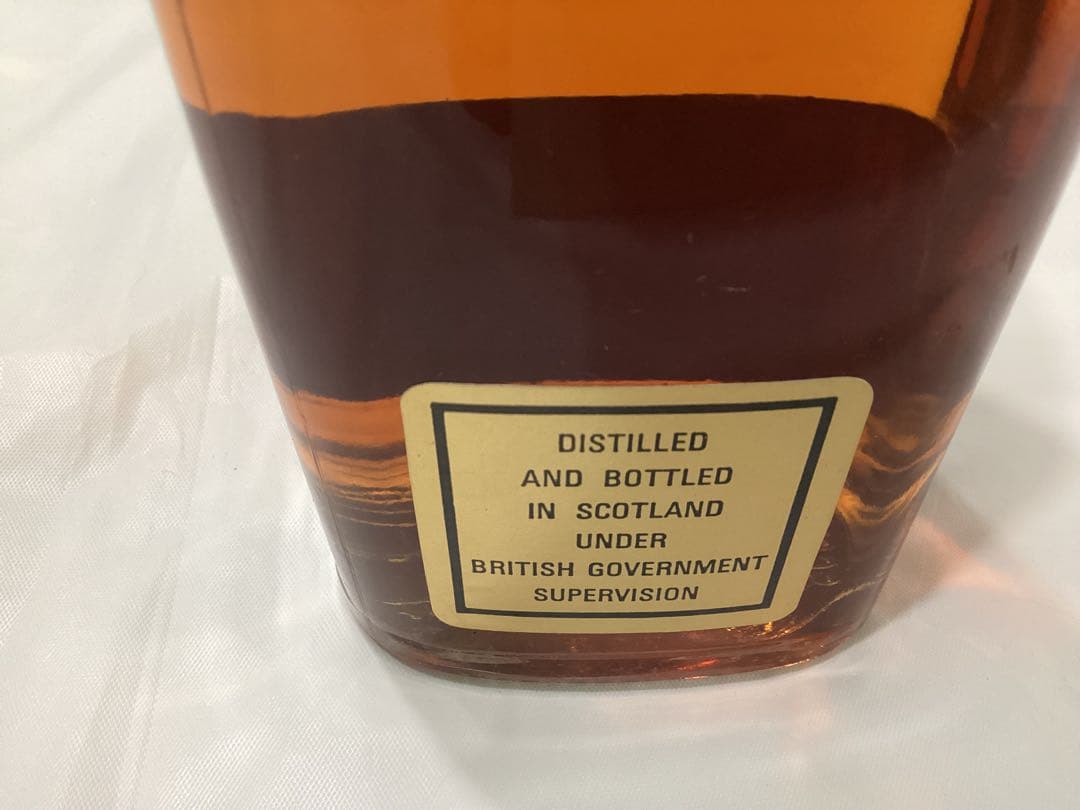 DISTILLED
AND BOTTLED
IN SCOTLAND
UNDER
BRITISH GOVERNMENT
SUPERVISION